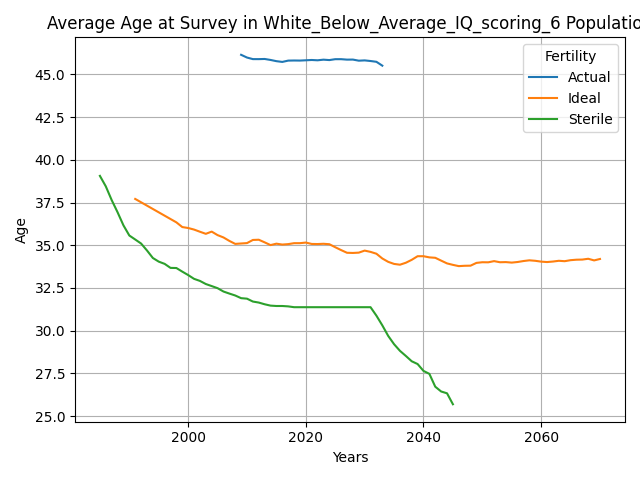 Average Age at Survey in White_Below_Average_IQ_scoring_6 Populatio
Fertility
Actual
Ideal
Sterile
45.0
42.5
40.0
37.5
35.0
32.5
30.0
27.5
25.0
Age
2000
2020
2040
2060
Years